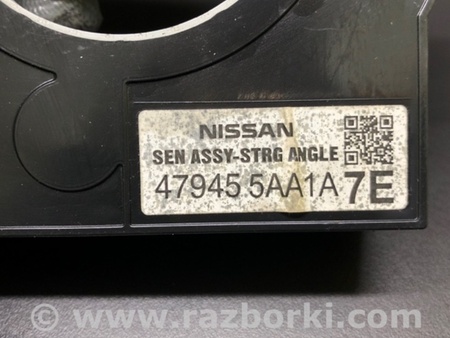 NISSAN
SEN ASSY-STRG ANGLE
47945 5AA1A 7E
© www.razborki.com